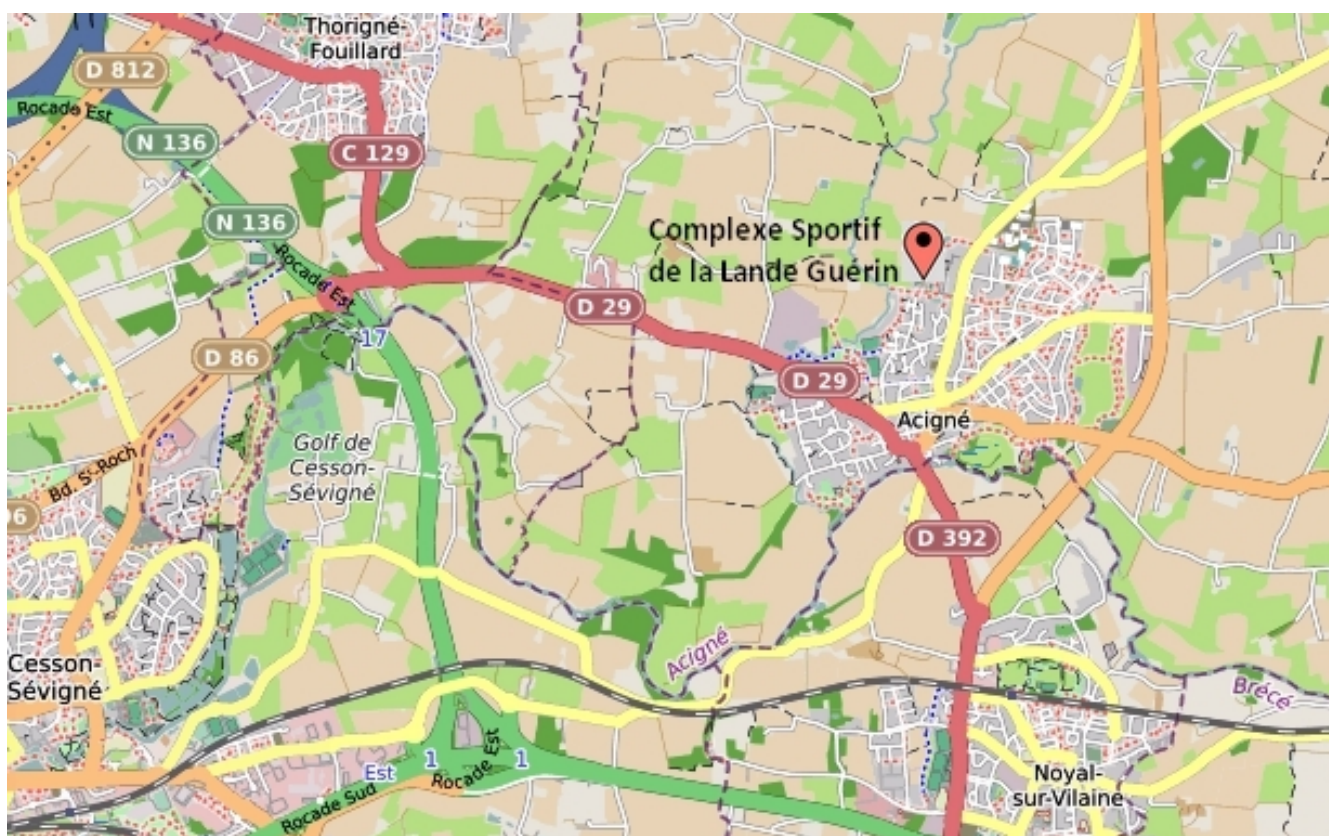 Thorigné-
Fouillard
D 812
Rocade Est
N 136
C 129
N 136
Rocade Est
Complexe Sportif
de la Lande Guérin
D 29
17
D 86
D 29
Acigné
Golf de
Cesson-
Sévigné
Bd. St-Roch
06
D 392
Cesson-
Sévigné
Acigné
Brécé
Est
1
Rocade Est
1
Rocade Sud
Noyal-
sur-Vilaine